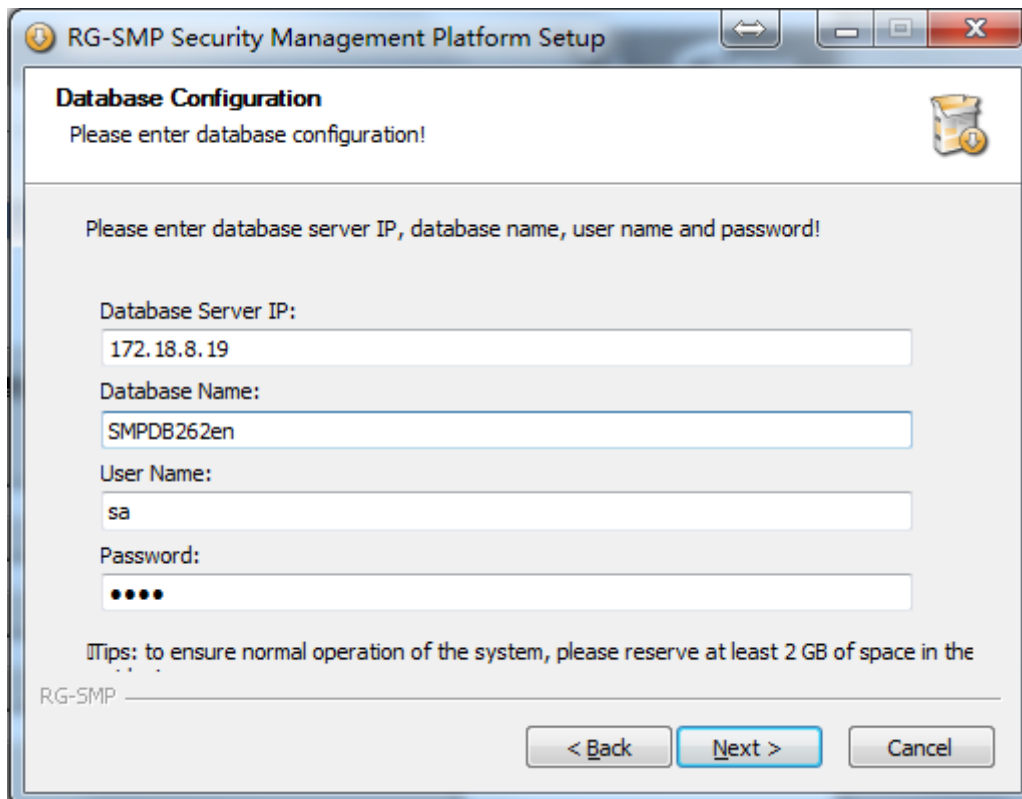 RG-SMP Security Management Platform Setup
Database Configuration
Please enter database configuration!
Please enter database server IP, database name, user name and password!
Database Server IP:
172.18.8.19
Database Name:
SMPDB262en
User Name:
sa
Password:
••••
Tips: to ensure normal operation of the system, please reserve at least 2 GB of space in the
RG-SMP
< Back
Next >
Cancel